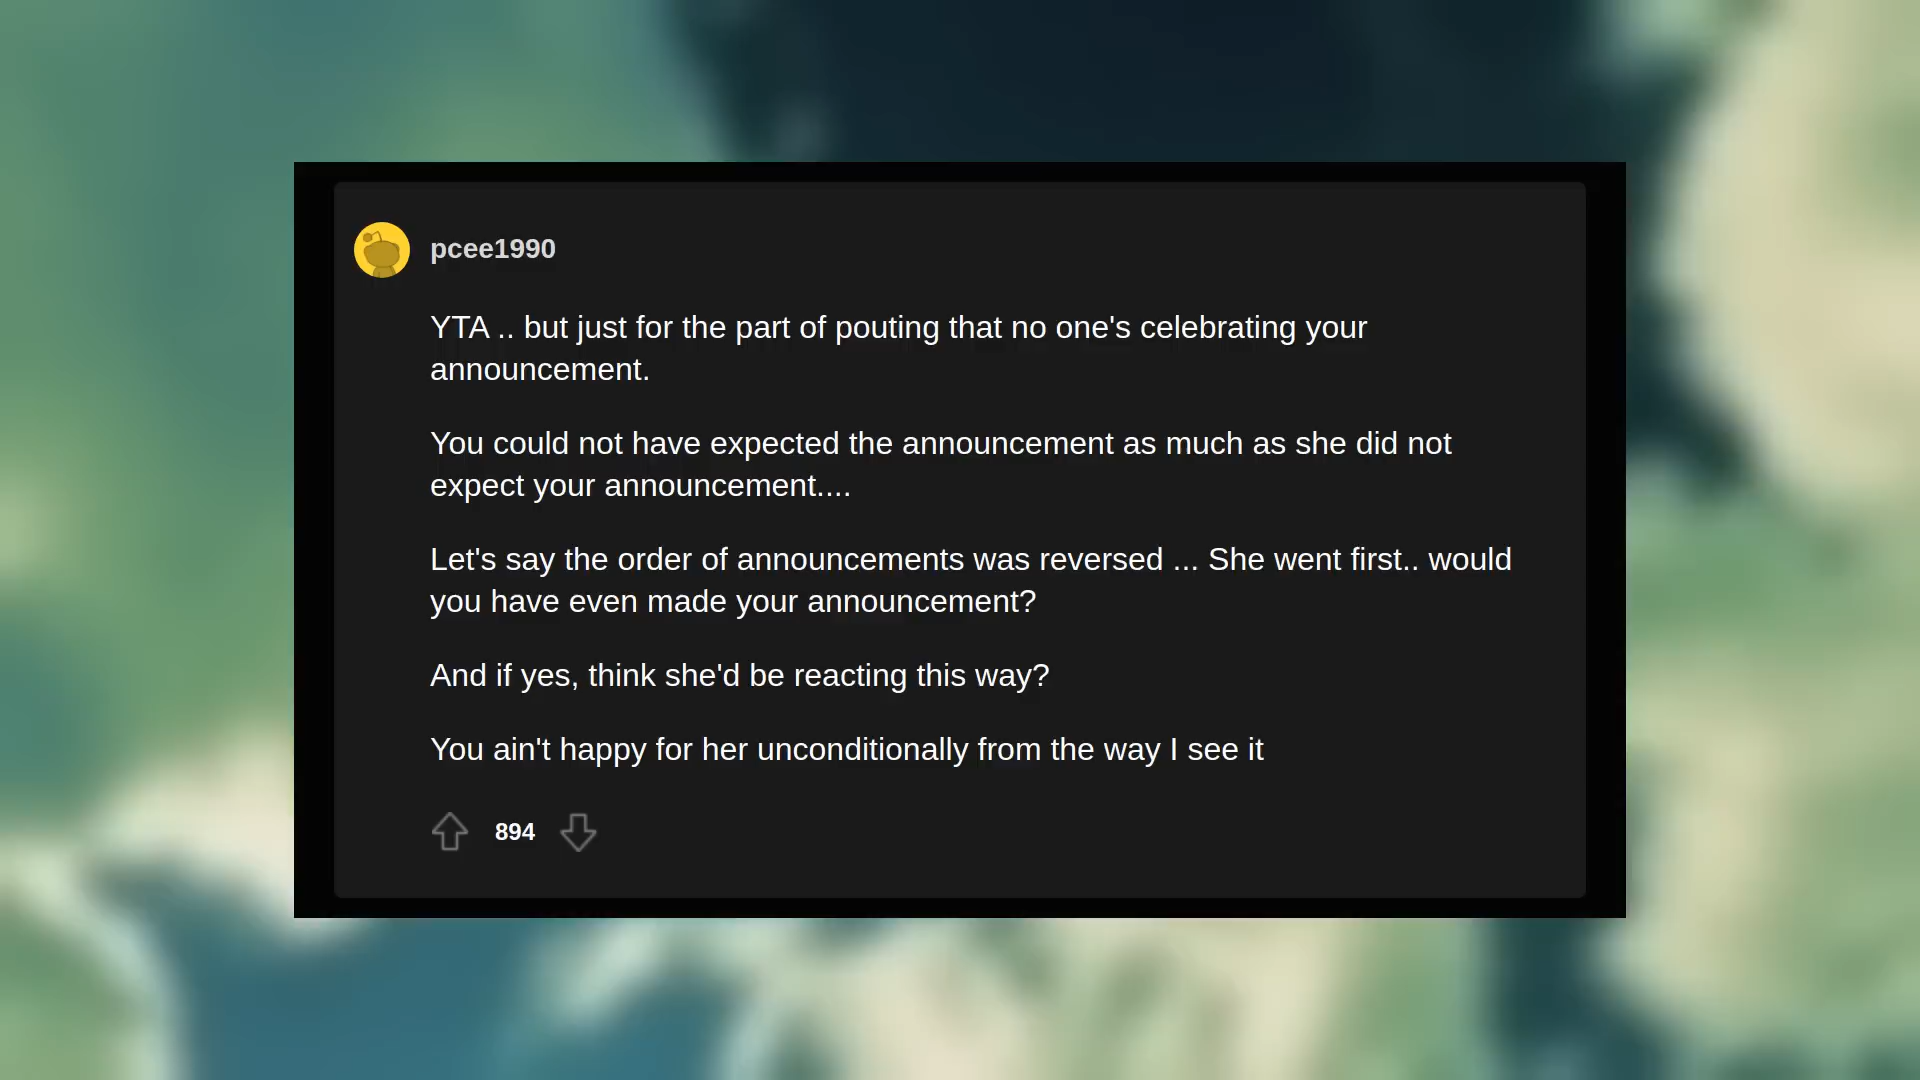 pcee1990
YTA .. but just for the part of pouting that no one's celebrating your
announcement.
You could not have expected the announcement as much as she did not
expect your announcement....
Let's say the order of announcements was reversed ... She went first.. would
you have even made your announcement?
And if yes, think she'd be reacting this way?
You ain't happy for her unconditionally from the way I see it
894